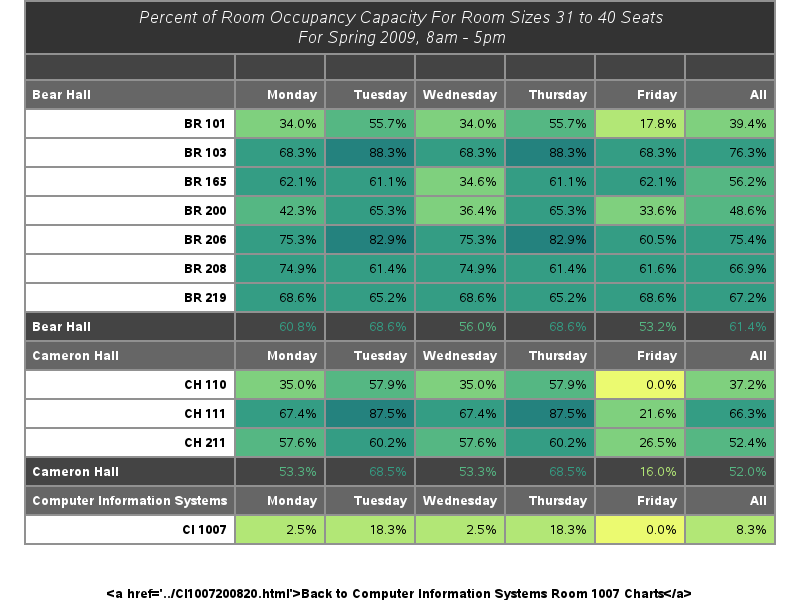 Percent of Room Occupancy Capacity For Room Sizes 31 to 40 Seats
For Spring 2009, 8am - 5pm
Bear Hall Monday Tuesday Wednesday Thursday Friday All
BR 101 34.0% 55.7% 34.0% 55.7% 17.8% 39.4%
BR 103 68.3% 88.3% 68.3% 88.3% 68.3% 76.3%
BR 165 62.1% 61.1% 34.6% 61.1% 62.1% 56.2%
BR 200 42.3% 65.3% 36.4% 65.3% 33.6% 48.6%
BR 206 75.3% 82.9% 75.3% 82.9% 60.5% 75.4%
BR 208 74.9% 61.4% 74.9% 61.4% 61.6% 66.9%
BR 219 68.6% 65.2% 68.6% 65.2% 68.6% 67.2%
Bear Hall 60.8% 68.6% 56.0% 68.6% 53.2% 61.4%
Cameron Hall Monday Tuesday Wednesday Thursday Friday All
CH 110 35.0% 57.9% 35.0% 57.9% 0.0% 37.2%
CH 111 67.4% 87.5% 67.4% 87.5% 21.6% 66.3%
CH 211 57.6% 60.2% 57.6% 60.2% 26.5% 52.4%
Cameron Hall 53.3% 68.5% 53.3% 68.5% 16.0% 52.0%
Computer Information Systems Monday Tuesday Wednesday Thursday Friday All
CI 1007 2.5% 18.3% 2.5% 18.3% 0.0% 8.3%
&lt;a href='../CI1007200820.html'&gt;Back to Computer Information Systems Room 1007 Charts&lt;/a&gt;